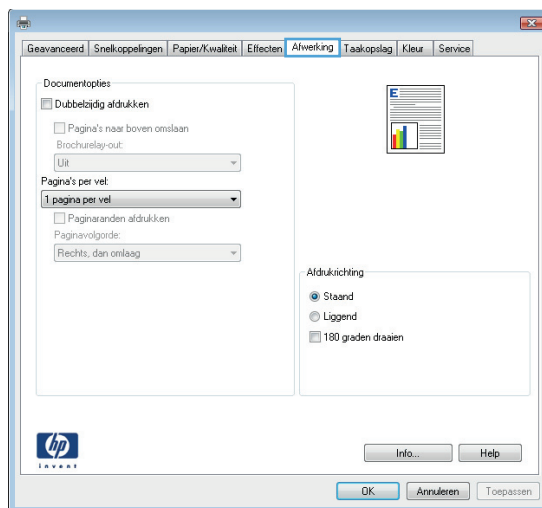 Geavanceerd Snelkoppelingen Papier/Kwaliteit Effecten Afwerking Taakopslag Kleur Service
Documentopties
Dubbelzijdig afdrukken
Pagina's naar boven omslaan
Brochurelay-out:
Uit
Pagina's per vel:
1 pagina per vel
Paginaranden afdrukken
Paginavolgorde:
Rechts, dan omlaag
E
Afdrukrichting
Staand
Liggend
180 graden draaien
hp
invent
Info... Help
OK Annuleren Toepassen